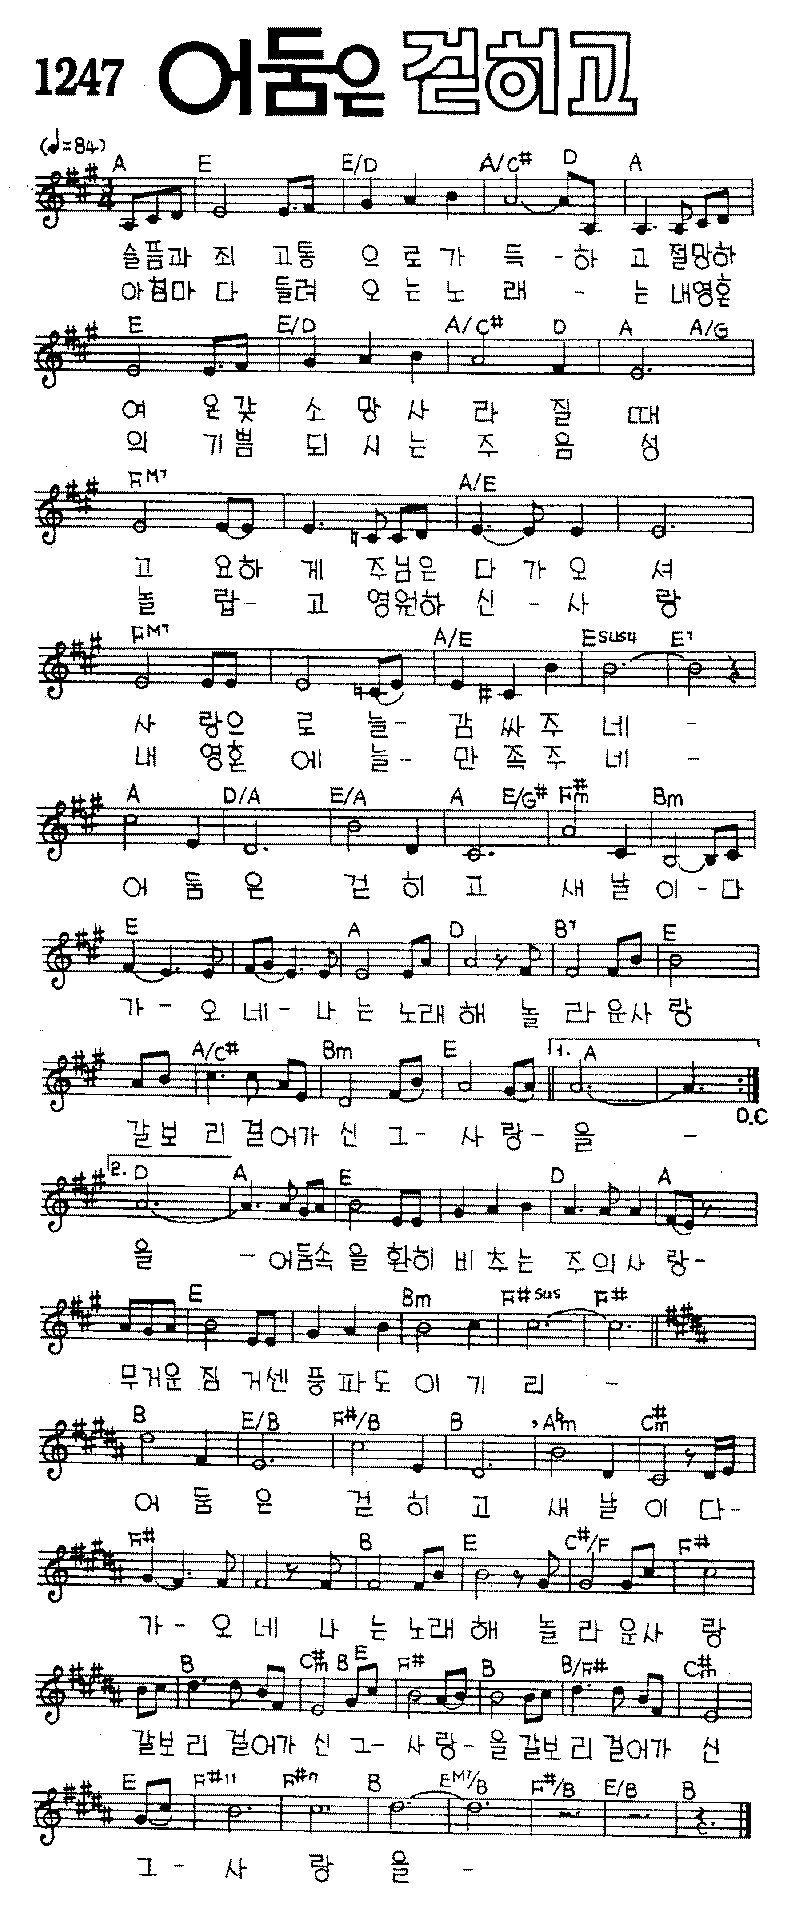 1247 어둠은 걷히고
(♩=84)
A E E/D A/C# D A
슬픔과 죄 고통 으 로 가 득 - 하 고 절망하
아침마 다 들려 오 는 노 래 - 는 내영혼
E E/D A/C# D A A/G
여 온갖 소 망 사 라 질 때
의 기쁨 되 시 는 주 음 성
FM7 A/E
고 요하 게 주님은 다 가 오 셔
놀 랍- 고 영원하 신 - 사 랑
FM7 A/E Esus4 E7
사 랑으 로 늘- 감 싸 주 네 -
내 영혼 에 늘- 만 족 주 네 -
A D/A E/A A E/G# F#m Bm
어 둠 은 걷 히 고 새 날 이 - 다
E A D B7 E
가 - 오 네 - 나 는 노래 해 놀 라 운사 랑
A/C# Bm E 1. A
갈 보 리 걸어가 신 그 - 사 랑 - 을 -
D.C
2. D A E D A
을 - 어둠속 을 환히 비 추 는 주 의 사 랑 -
E Bm F#sus F#
무거운 짐 거센 풍 파 도 이 기 리 -
B E/B F#/B B , A♭m C#m
어 둠 은 걷 히 고 새 날 이 다 -
F# B E C#/F F#
가 - 오 네 나 는 노래 해 놀 라 운사 랑
B C#m B E F# B B/F# C#m
갈보 리 걸어가 신 그- 사 랑- 을 갈보 리 걸어가 신
E F#11 F#7 B EM7/B F#/B E/B B
그 - 사 랑 을 -